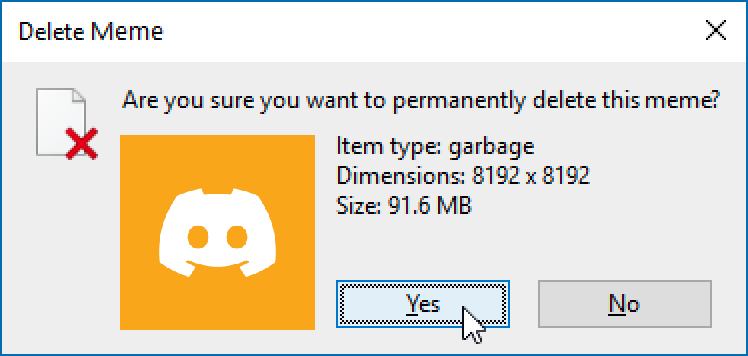 Delete Meme
Are you sure you want to permanently delete this meme?
Item type: garbage
Dimensions: 8192 x 8192
Size: 91.6 MB
Yes
No